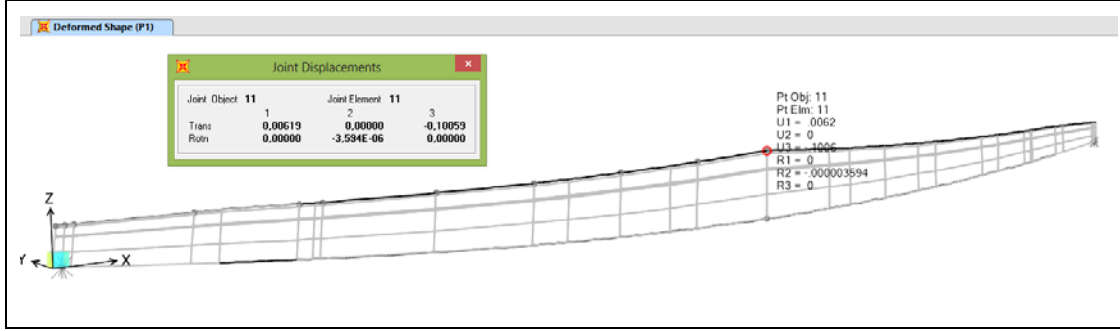 Deformed Shape (P1)
Joint Displacements
Joint Object 11 Joint Element 11
1 2 3
Trans 0,00619 0,00000 -0,10059
Rotn 0,00000 -3,594E-06 0,00000
Pt Obj: 11
Pt Elm: 11
U1 = .0062
U2 = 0
U3 = -.1006
R1 = 0
R2 = -.000003594
R3 = 0
Z
Y
X